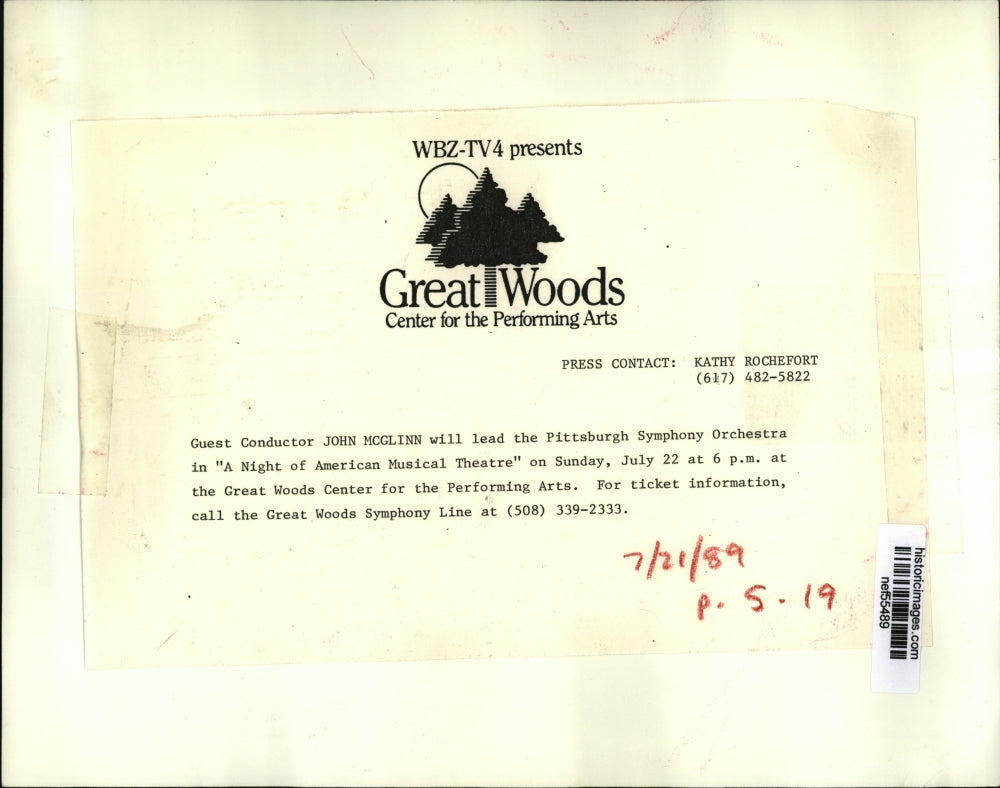 WBZ-TV4 presents
Great Woods
Center for the Performing Arts
PRESS CONTACT: KATHY ROCHEFORT
(617) 482-5822
Guest Conductor JOHN MCGLINN will lead the Pittsburgh Symphony Orchestra
in "A Night of American Musical Theatre" on Sunday, July 22 at 6 p.m. at
the Great Woods Center for the Performing Arts. For ticket information,
call the Great Woods Symphony Line at (508) 339-2333.
7/21/89
p. S. 19
historicimages.com
nef55489